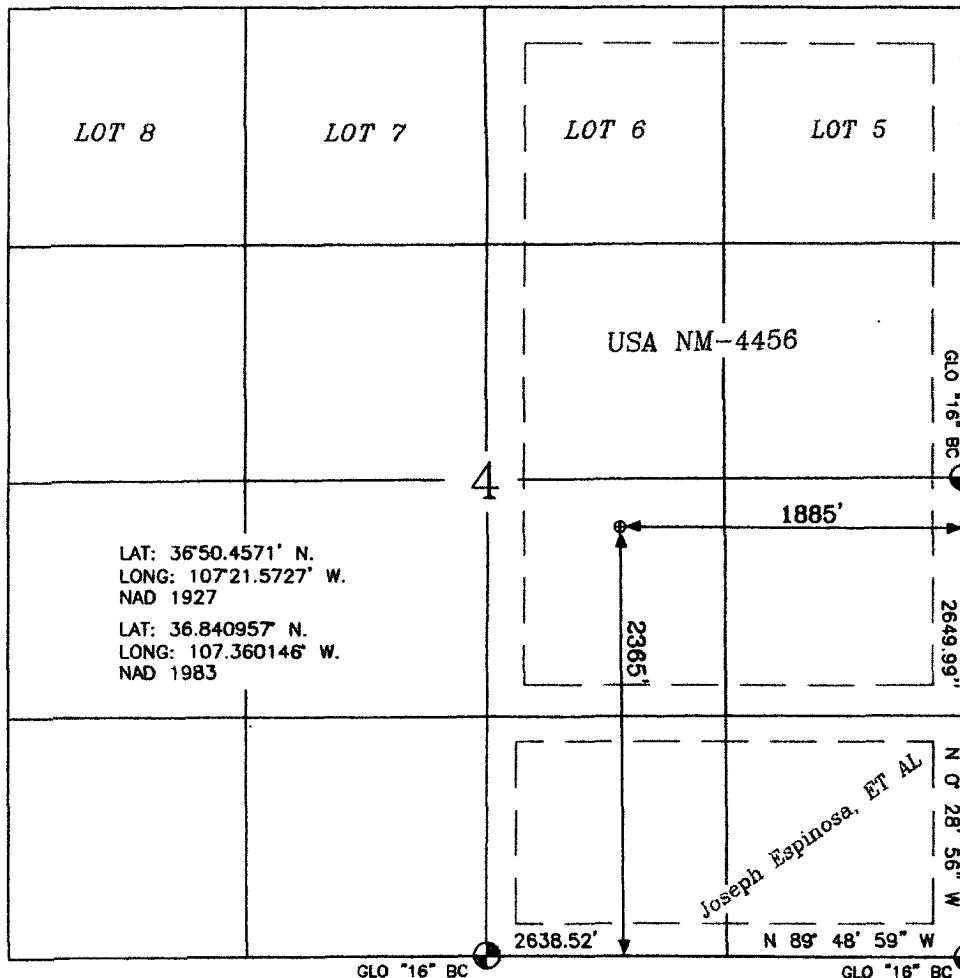 LOT 8
LOT 7
LOT 6
LOT 5
USA NM-4456
GLO "16" BC
4
1885'
LAT: 36°50.4571' N.
LONG: 107°21.5727' W.
NAD 1927
LAT: 36.840957° N.
LONG: 107.360146° W.
NAD 1983
2365'
2649.99"
N 0° 28' 56" W
Joseph Espinosa, ET AL
2638.52'
N 89° 48' 59" W
GLO "16" BC
GLO "16" BC